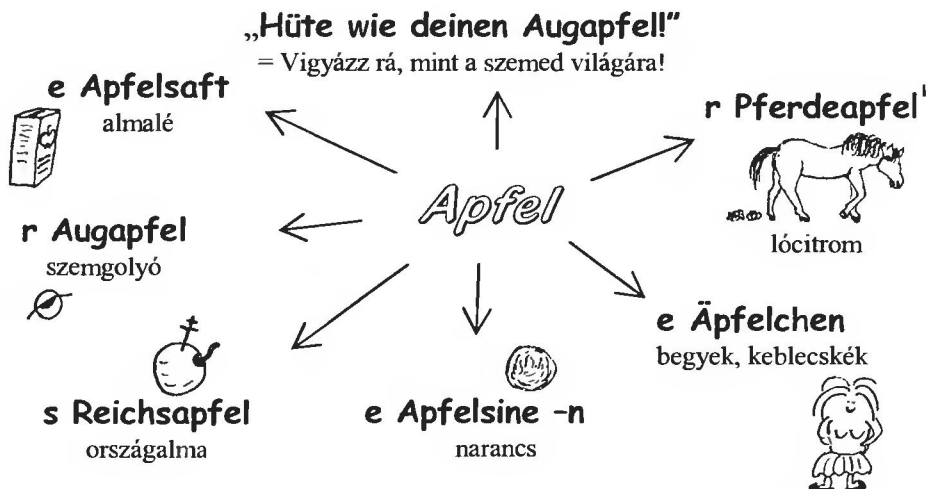 „Hüte wie deinen Augapfel!”
= Vigyázz rá, mint a szemed világára!
e Apfelsaft
almalé
r Pferdeapfel
lócitrom
Apfel
r Augapfel
szemgolyó
e Äpfelchen
begyek, keblecskék
s Reichsapfel
országalma
e Apfelsine -n
narancs